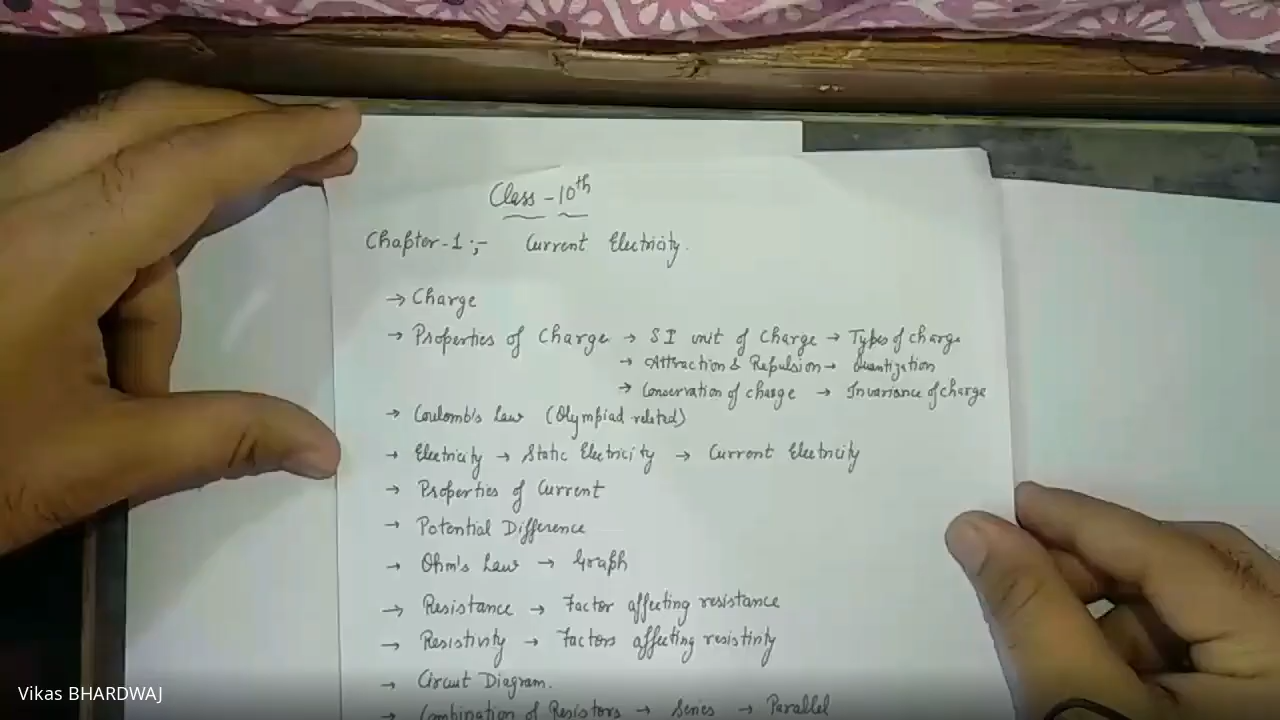 Class - 10th
Chapter-1 :- Current Electricity.
→ Charge
→ Properties of Charge → SI unit of Charge → Types of charge
→ Attraction & Repulsion → Quantization
→ Conservation of charge → Invariance of charge
→ Coulomb's Law (Olympiad related)
→ Electricity → Static Electricity → Current Electricity
→ Properties of Current
→ Potential Difference
→ Ohm's Law → Graph
→ Resistance → Factor affecting resistance
→ Resistivity → Factors affecting resistivity
→ Circuit Diagram.
→ Combination of Resistors → Series → Parallel
Vikas BHARDWAJ